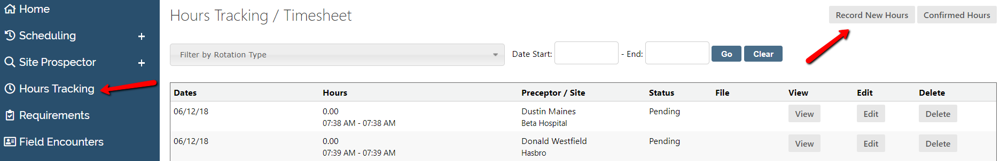 Home
Scheduling +
Site Prospector +
Hours Tracking
Requirements
Field Encounters
Hours Tracking / Timesheet
Record New Hours Confirmed Hours
Filter by Rotation Type Date Start: - End: Go Clear
Dates Hours Preceptor / Site Status File View Edit Delete
06/12/18 0.00 Dustin Maines Pending View Edit Delete
07:38 AM - 07:38 AM Beta Hospital
06/12/18 0.00 Donald Westfield Pending View Edit Delete
07:39 AM - 07:39 AM Hasbro